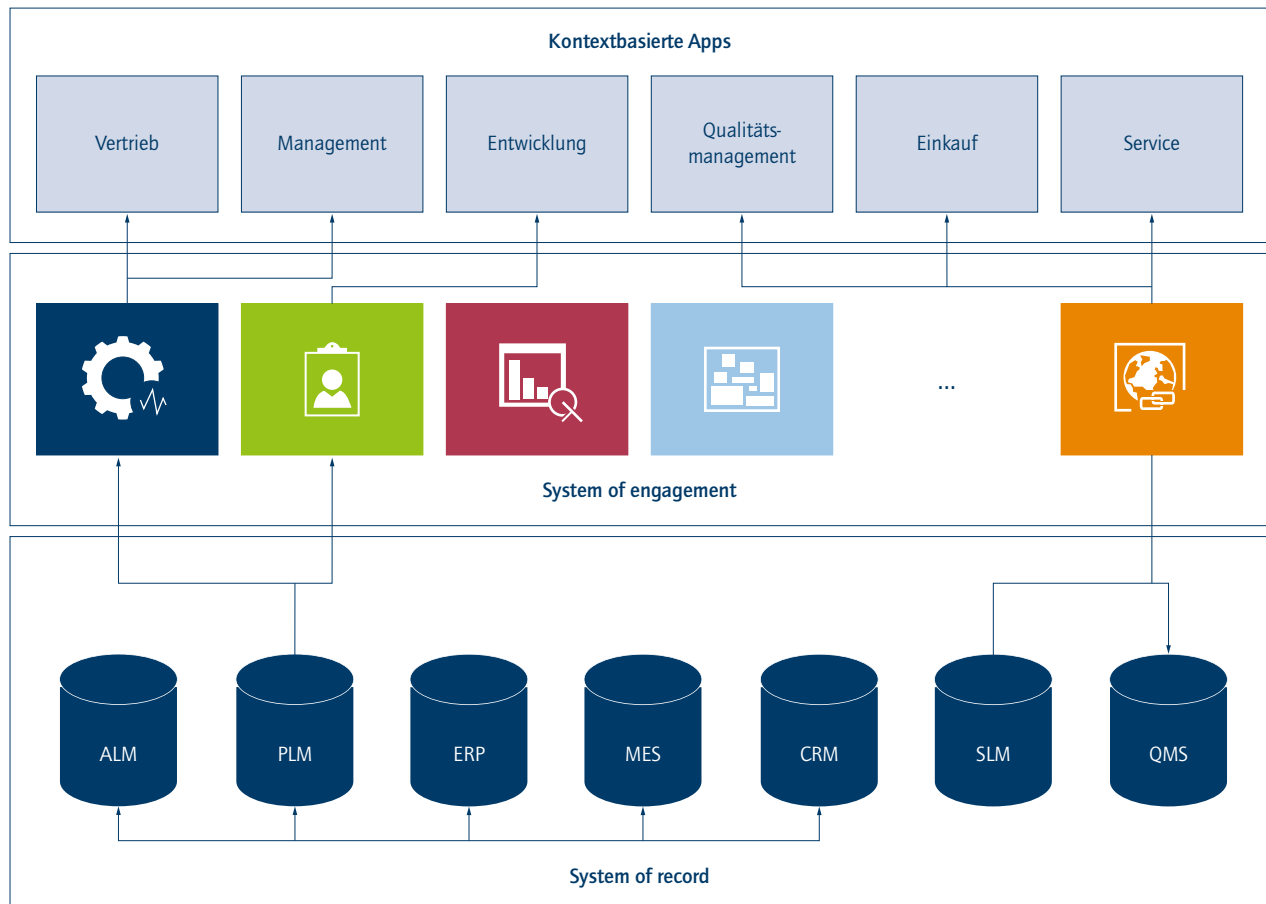 Kontextbasierte Apps
Vertrieb
Management
Entwicklung
Qualitäts-
management
Einkauf
Service
...
System of engagement
ALM
PLM
ERP
MES
CRM
SLM
QMS
System of record